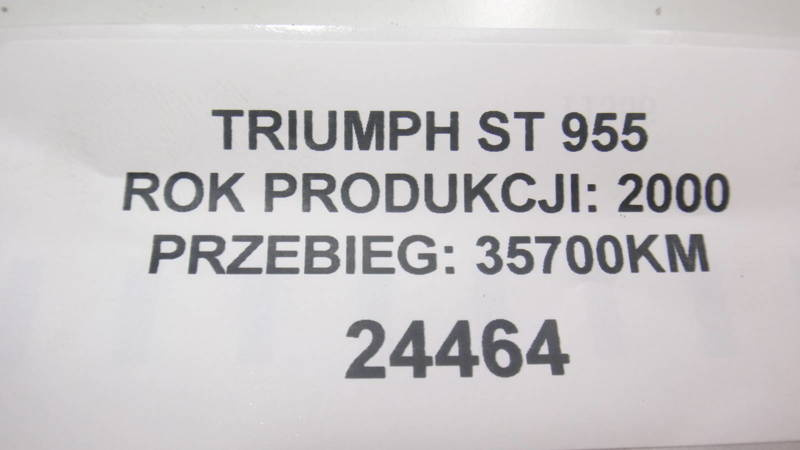 TRIUMPH ST 955
ROK PRODUKCJI: 2000
PRZEBIEG: 35700KM
24464